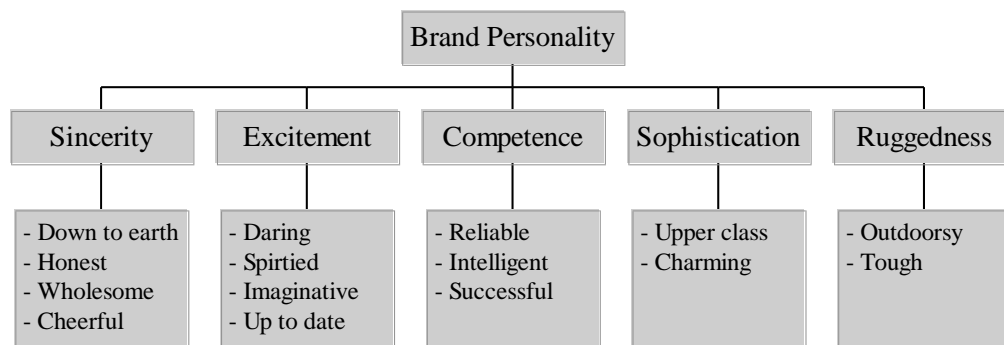 Brand Personality
Sincerity
Excitement
Competence
Sophistication
Ruggedness
- Down to earth
- Honest
- Wholesome
- Cheerful
- Daring
- Spirtied
- Imaginative
- Up to date
- Reliable
- Intelligent
- Successful
- Upper class
- Charming
- Outdoorsy
- Tough